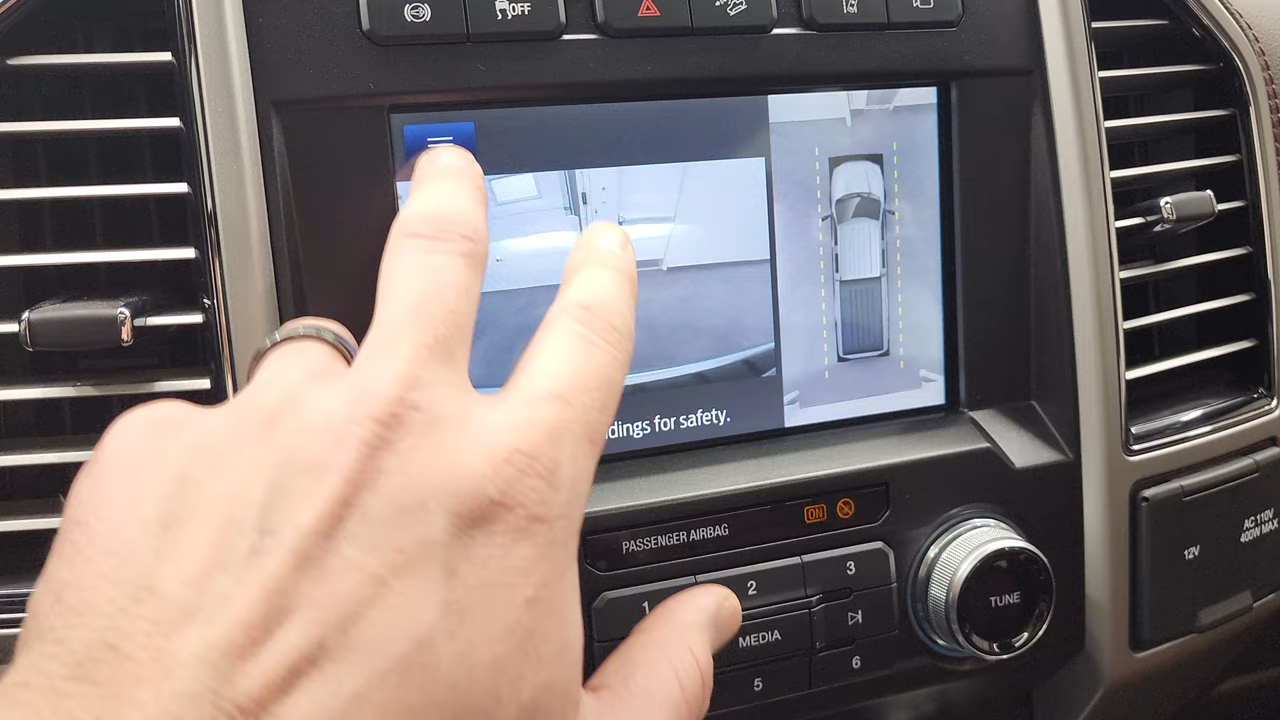 OFF
dings for safety.
PASSENGER AIRBAG
ON
1
2
3
MEDIA
5
6
TUNE
12V
AC 110V
400W MAX